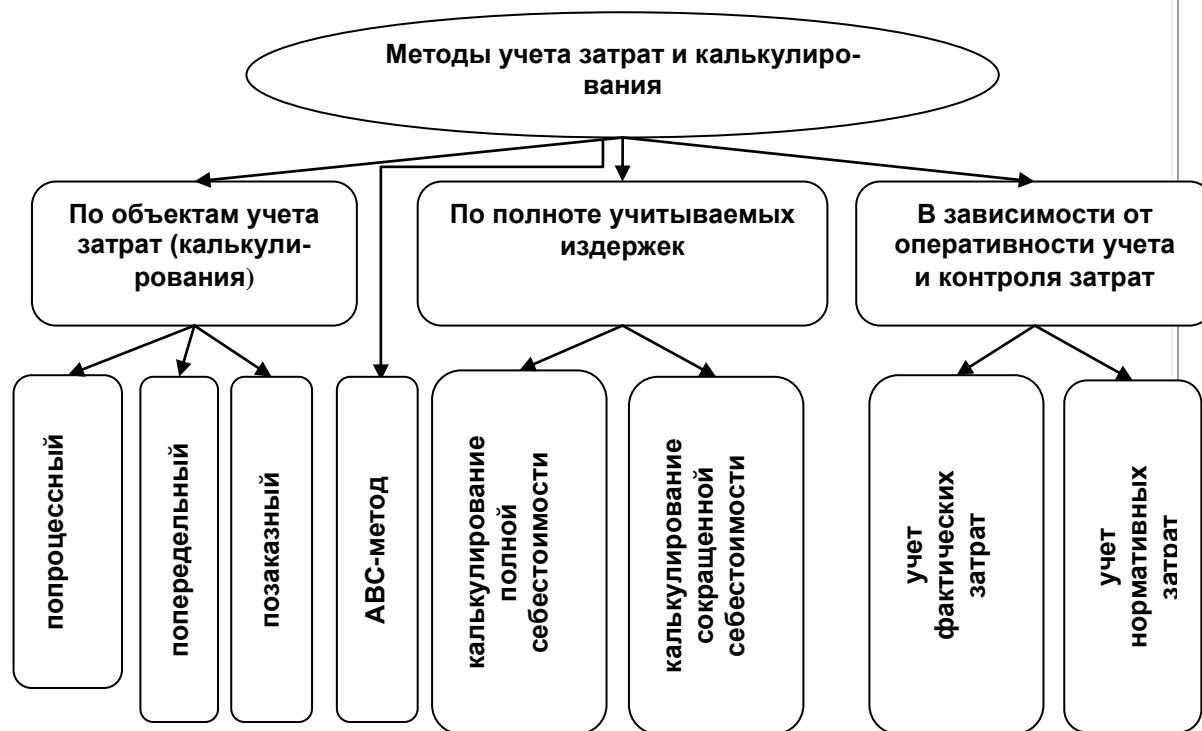 Методы учета затрат и калькулиро-
вания
По объектам учета
затрат (калькули-
рования)
По полноте учитываемых
издержек
В зависимости от
оперативности учета
и контроля затрат
попроцессный
попередельный
позаказный
АВС-метод
калькулирование
полной
себестоимости
калькулирование
сокращенной
себестоимости
учет
фактических
затрат
учет
нормативных
затрат